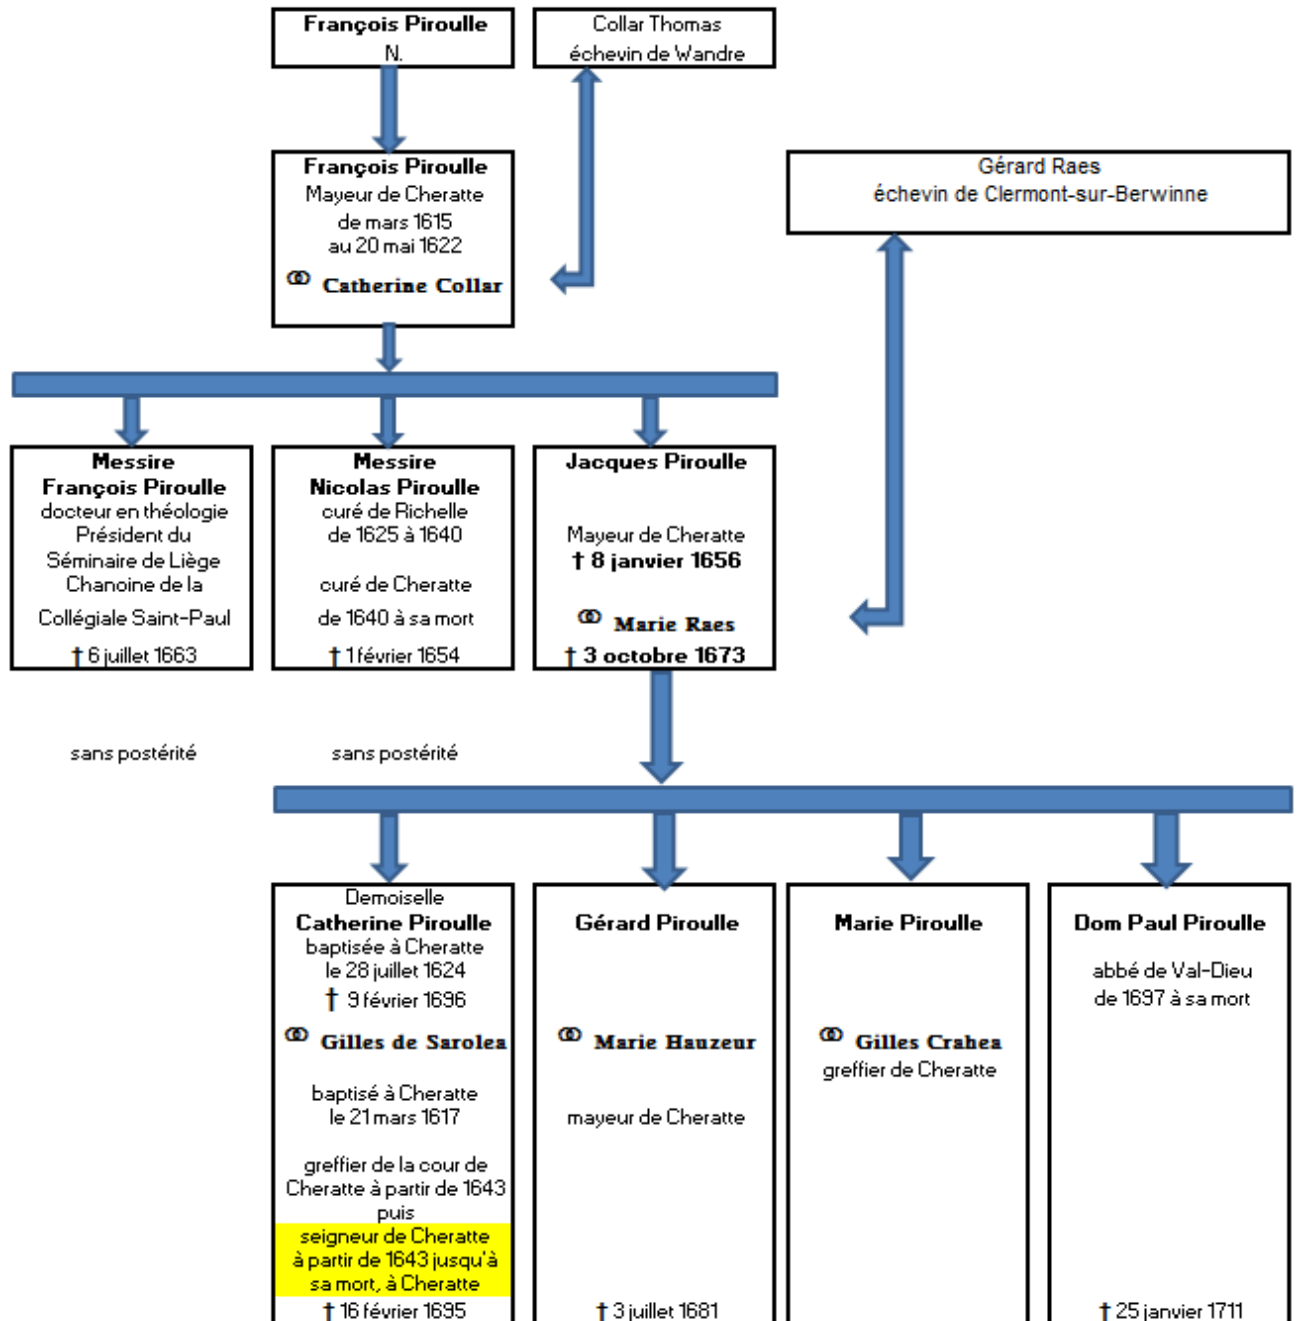 François Piroulle
N.
Collar Thomas
échevin de Wandre
François Piroulle
Mayeur de Cheratte
de mars 1615
au 20 mai 1622
⚭ Catherine Collar
Gérard Raes
échevin de Clermont-sur-Berwinne
Messire
François Piroulle
docteur en théologie
Président du
Séminaire de Liège
Chanoine de la
Collégiale Saint-Paul
† 6 juillet 1663
sans postérité
Messire
Nicolas Piroulle
curé de Richelle
de 1625 à 1640
curé de Cheratte
de 1640 à sa mort
† 1 février 1654
sans postérité
Jacques Piroulle
Mayeur de Cheratte
† 8 janvier 1656
⚭ Marie Raes
† 3 octobre 1673
Demoiselle
Catherine Piroulle
baptisée à Cheratte
le 28 juillet 1624
† 9 février 1696
⚭ Gilles de Sarolea
baptisé à Cheratte
le 21 mars 1617
greffier de la cour de
Cheratte à partir de 1643
puis
seigneur de Cheratte
à partir de 1643 jusqu'à
sa mort, à Cheratte
† 16 février 1695
Gérard Piroulle
⚭ Marie Hauzeur
mayeur de Cheratte
† 3 juillet 1681
Marie Piroulle
⚭ Gilles Crahea
greffier de Cheratte
Dom Paul Piroulle
abbé de Val-Dieu
de 1697 à sa mort
† 25 janvier 1711